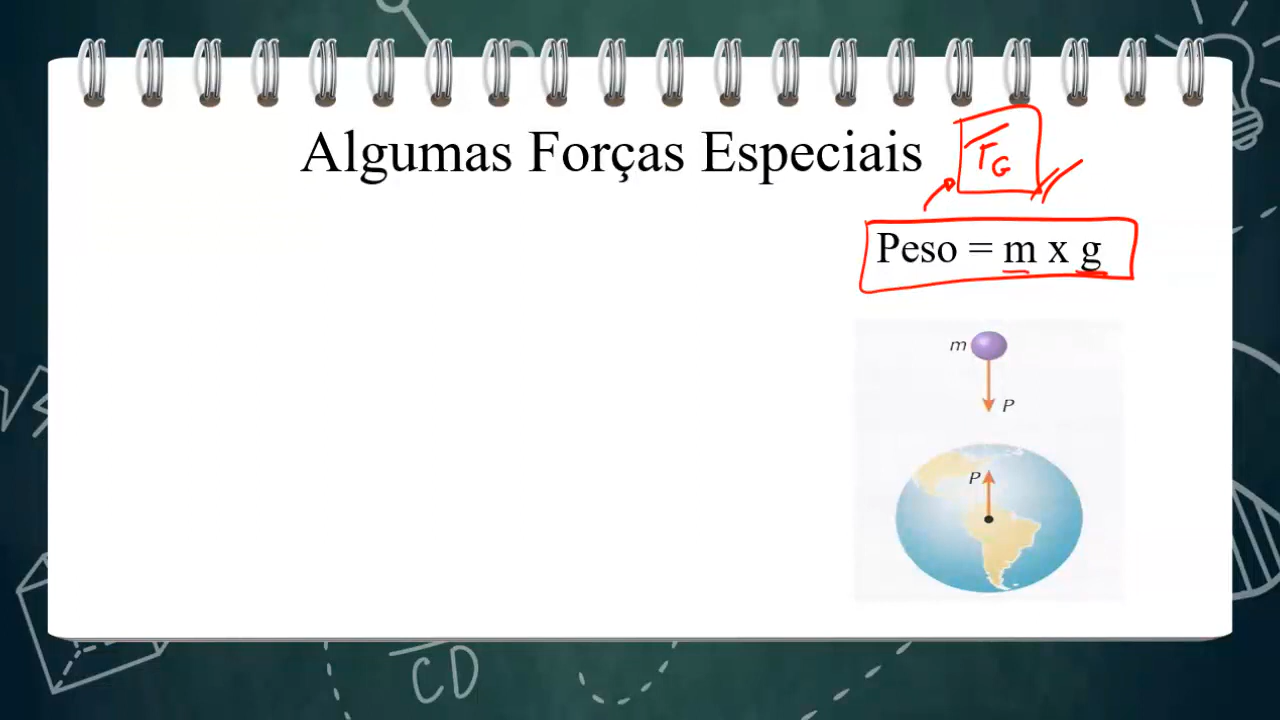 Algumas Forças Especiais
F_G
Peso = m x g
m
P
P
CD